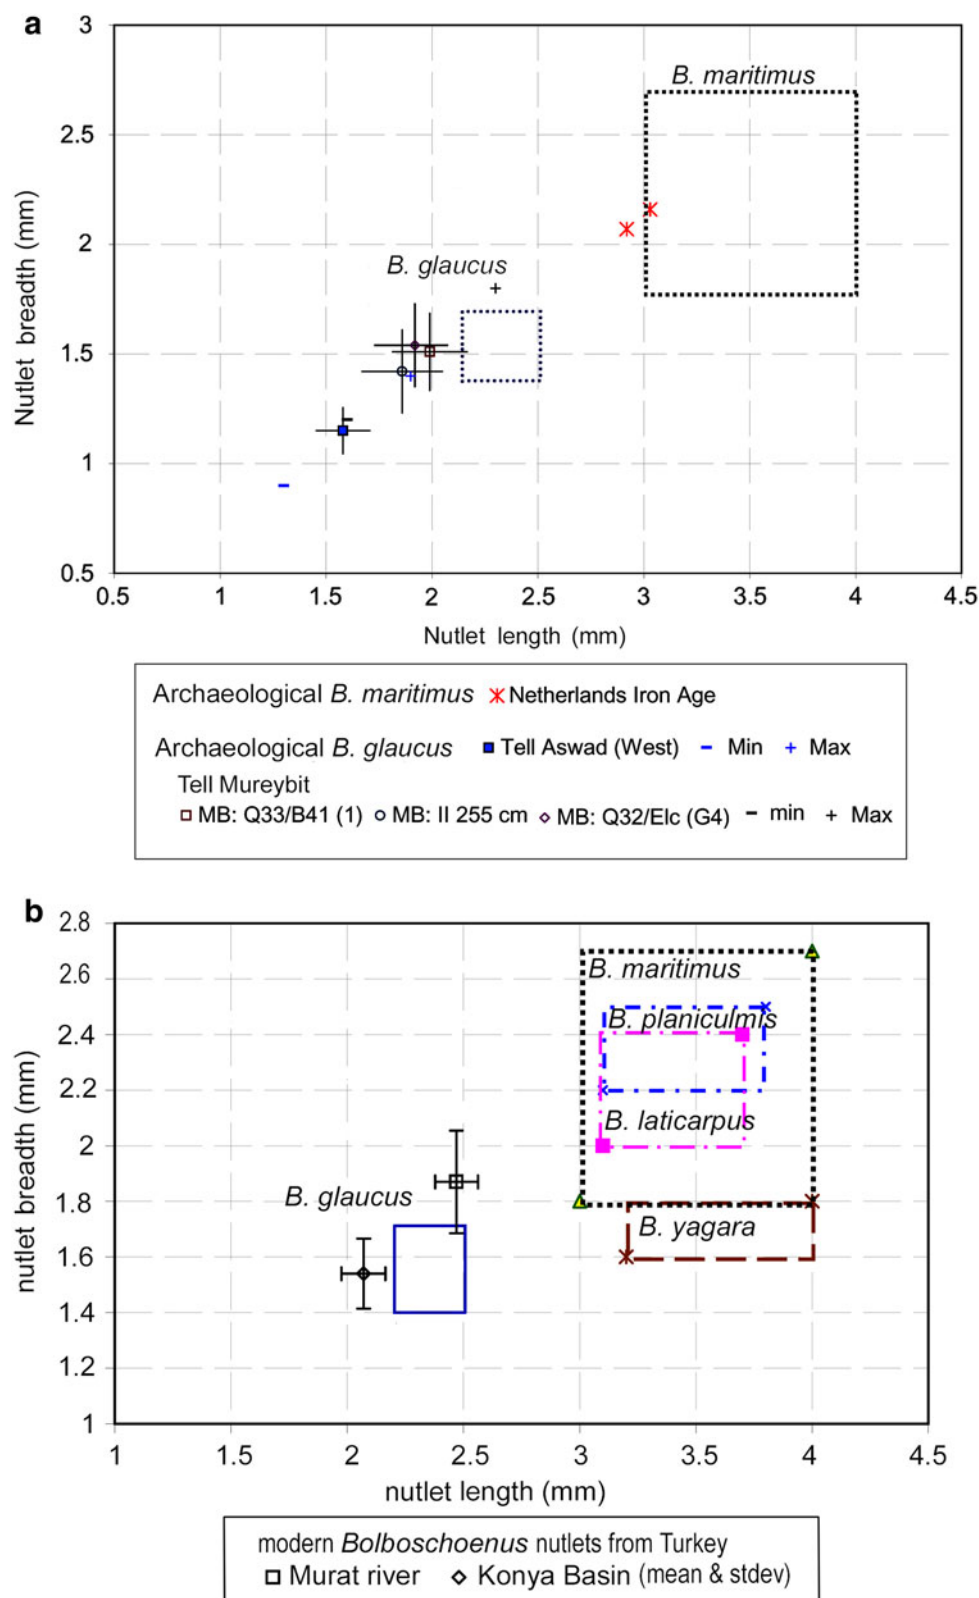 a
3
2.5
2
1.5
1
0.5
Nutlet breadth (mm)
B. maritimus
B. glaucus
0.5 1 1.5 2 2.5 3 3.5 4 4.5
Nutlet length (mm)
Archaeological B. maritimus Netherlands Iron Age
Archaeological B. glaucus Tell Aswad (West) Min Max
Tell Mureybit
MB: Q33/B41 (1) MB: II 255 cm MB: Q32/Elc (G4) min Max
b
2.8
2.6
2.4
2.2
2
1.8
1.6
1.4
1.2
1
nutlet breadth (mm)
B. maritimus
B. planiculmis
B. laticarpus
B. glaucus
B. yagara
1 1.5 2 2.5 3 3.5 4 4.5
nutlet length (mm)
modern Bolboschoenus nutlets from Turkey
Murat river Konya Basin (mean & stdev)